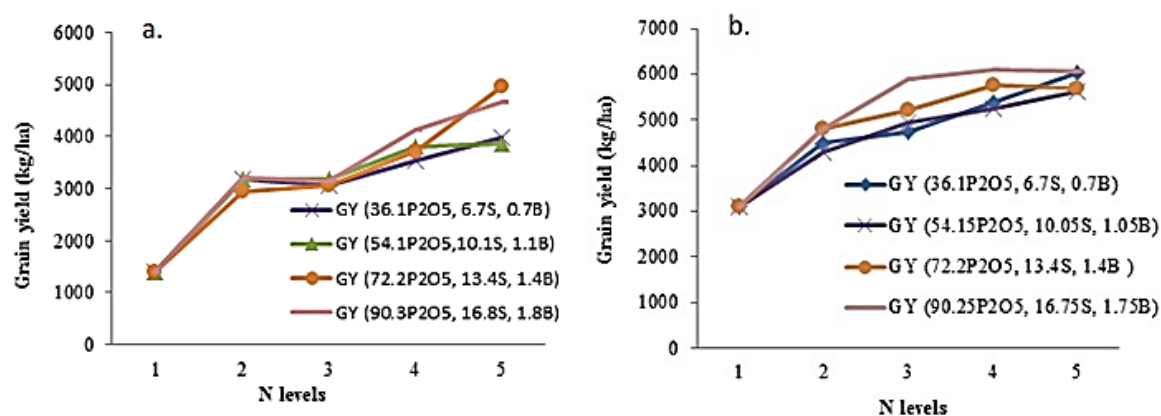 a.
Grain yield (kg/ha)
6000
5000
4000
3000
2000
1000
0
GY (36.1P2O5, 6.7S, 0.7B)
GY (54.1P2O5,10.1S, 1.1B)
GY (72.2P2O5, 13.4S, 1.4B)
GY (90.3P2O5, 16.8S, 1.8B)
1 2 3 4 5
N levels
b.
Grain yield (kg/ha)
7000
6000
5000
4000
3000
2000
1000
0
GY (36.1P2O5, 6.7S, 0.7B)
GY (54.15P2O5, 10.05S, 1.05B)
GY (72.2P2O5, 13.4S, 1.4B )
GY (90.25P2O5, 16.75S, 1.75B)
1 2 3 4 5
N levels